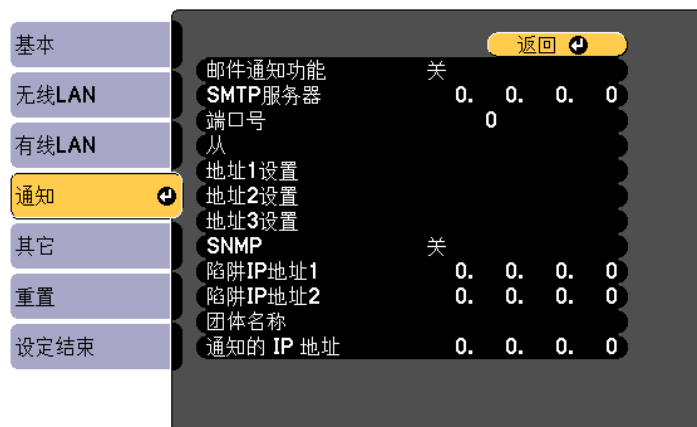 基本
无线LAN
有线LAN
通知
其它
重置
设定结束
返回
邮件通知功能 关
SMTP服务器 0. 0. 0. 0
端口号 0
从
地址1设置
地址2设置
地址3设置
SNMP 关
陷阱IP地址1 0. 0. 0. 0
陷阱IP地址2 0. 0. 0. 0
团体名称
通知的 IP 地址 0. 0. 0. 0